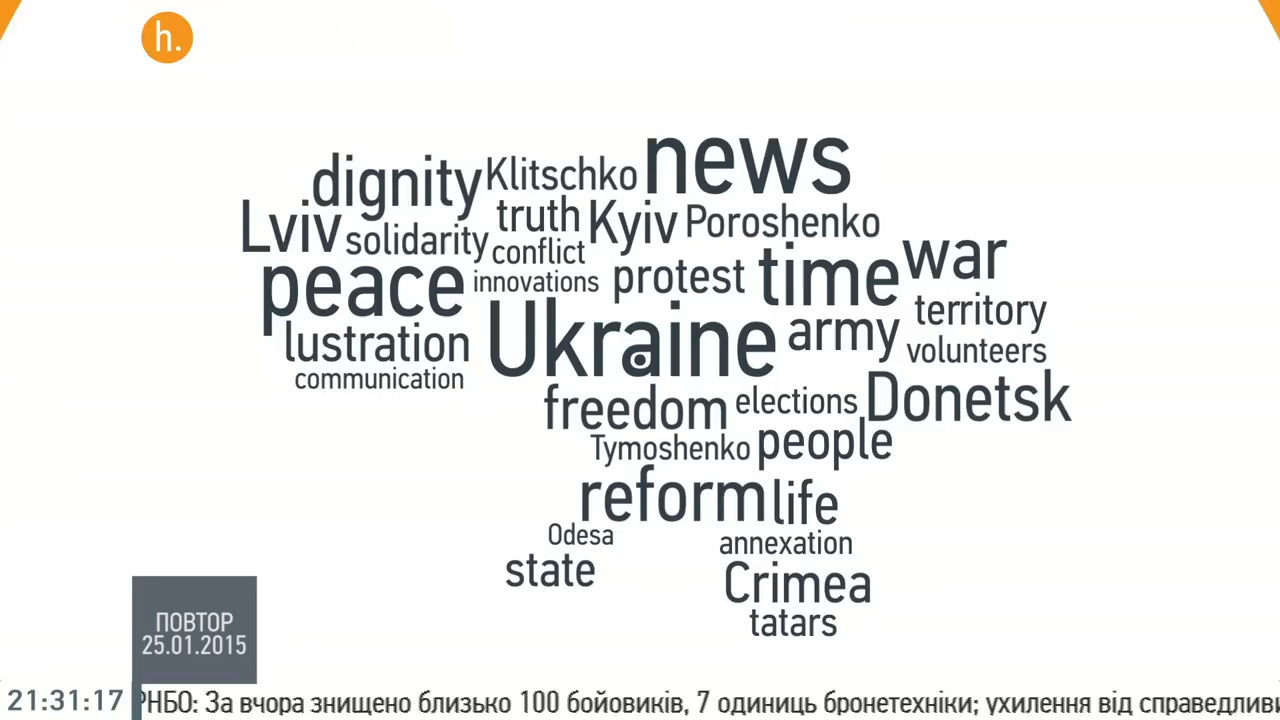 h.
news
dignity Klitschko
truth Kyiv Poroshenko
Lviv solidarity conflict
war
peace innovations protest time
territory
lustration Ukraine army volunteers
communication
freedom elections Donetsk
Tymoshenko people
reform life
Odesa annexation
state Crimea
tatars
ПОВТОР
25.01.2015
21:31:17 РНБО: За вчора знищено близько 100 бойовиків, 7 одиниць бронетехніки; ухилення від